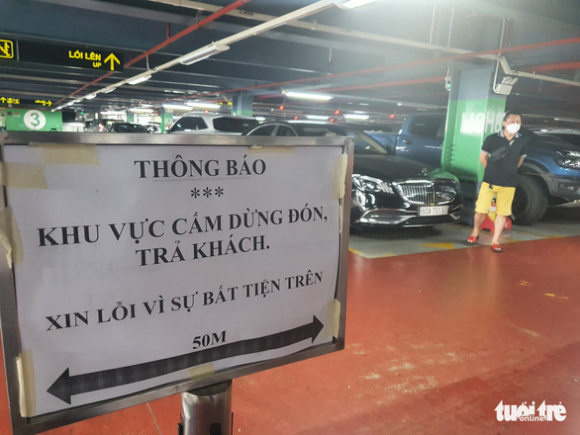 LỐI LÊN
UP
3
THÔNG BÁO
***
KHU VỰC CẤM DỪNG ĐÓN,
TRẢ KHÁCH.
XIN LỖI VÌ SỰ BẤT TIỆN TRÊN
50M
tuổi trẻ
online